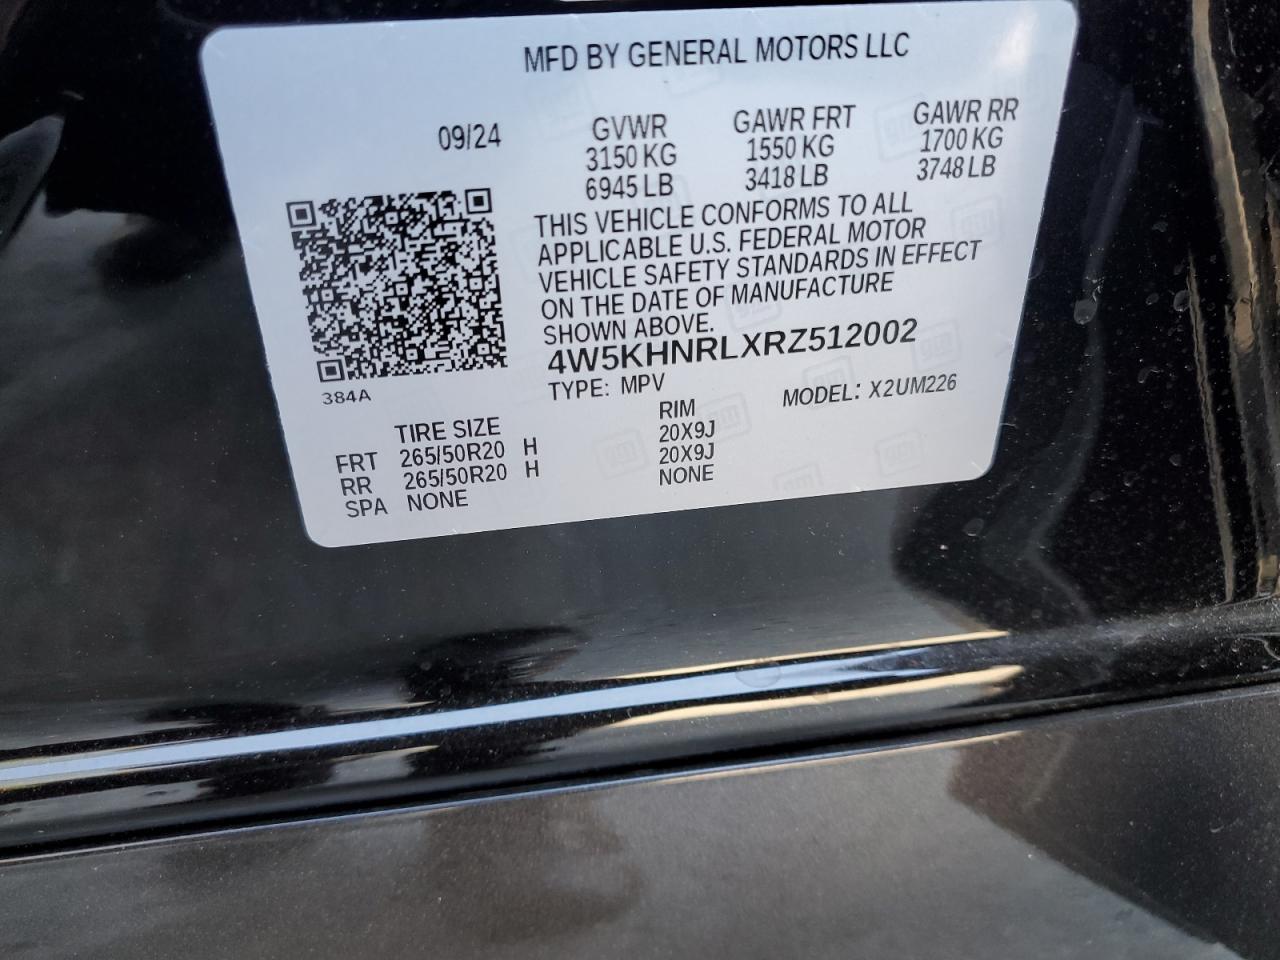 MFD BY GENERAL MOTORS LLC
09/24
GVWR GAWR FRT GAWR RR
3150 KG 1550 KG 1700 KG
6945 LB 3418 LB 3748 LB
THIS VEHICLE CONFORMS TO ALL
APPLICABLE U.S. FEDERAL MOTOR
VEHICLE SAFETY STANDARDS IN EFFECT
ON THE DATE OF MANUFACTURE
SHOWN ABOVE.
4W5KHNRLXRZ512002
TYPE: MPV MODEL: X2UM226
384A
TIRE SIZE RIM
FRT 265/50R20 H 20X9J
RR 265/50R20 H 20X9J
SPA NONE NONE